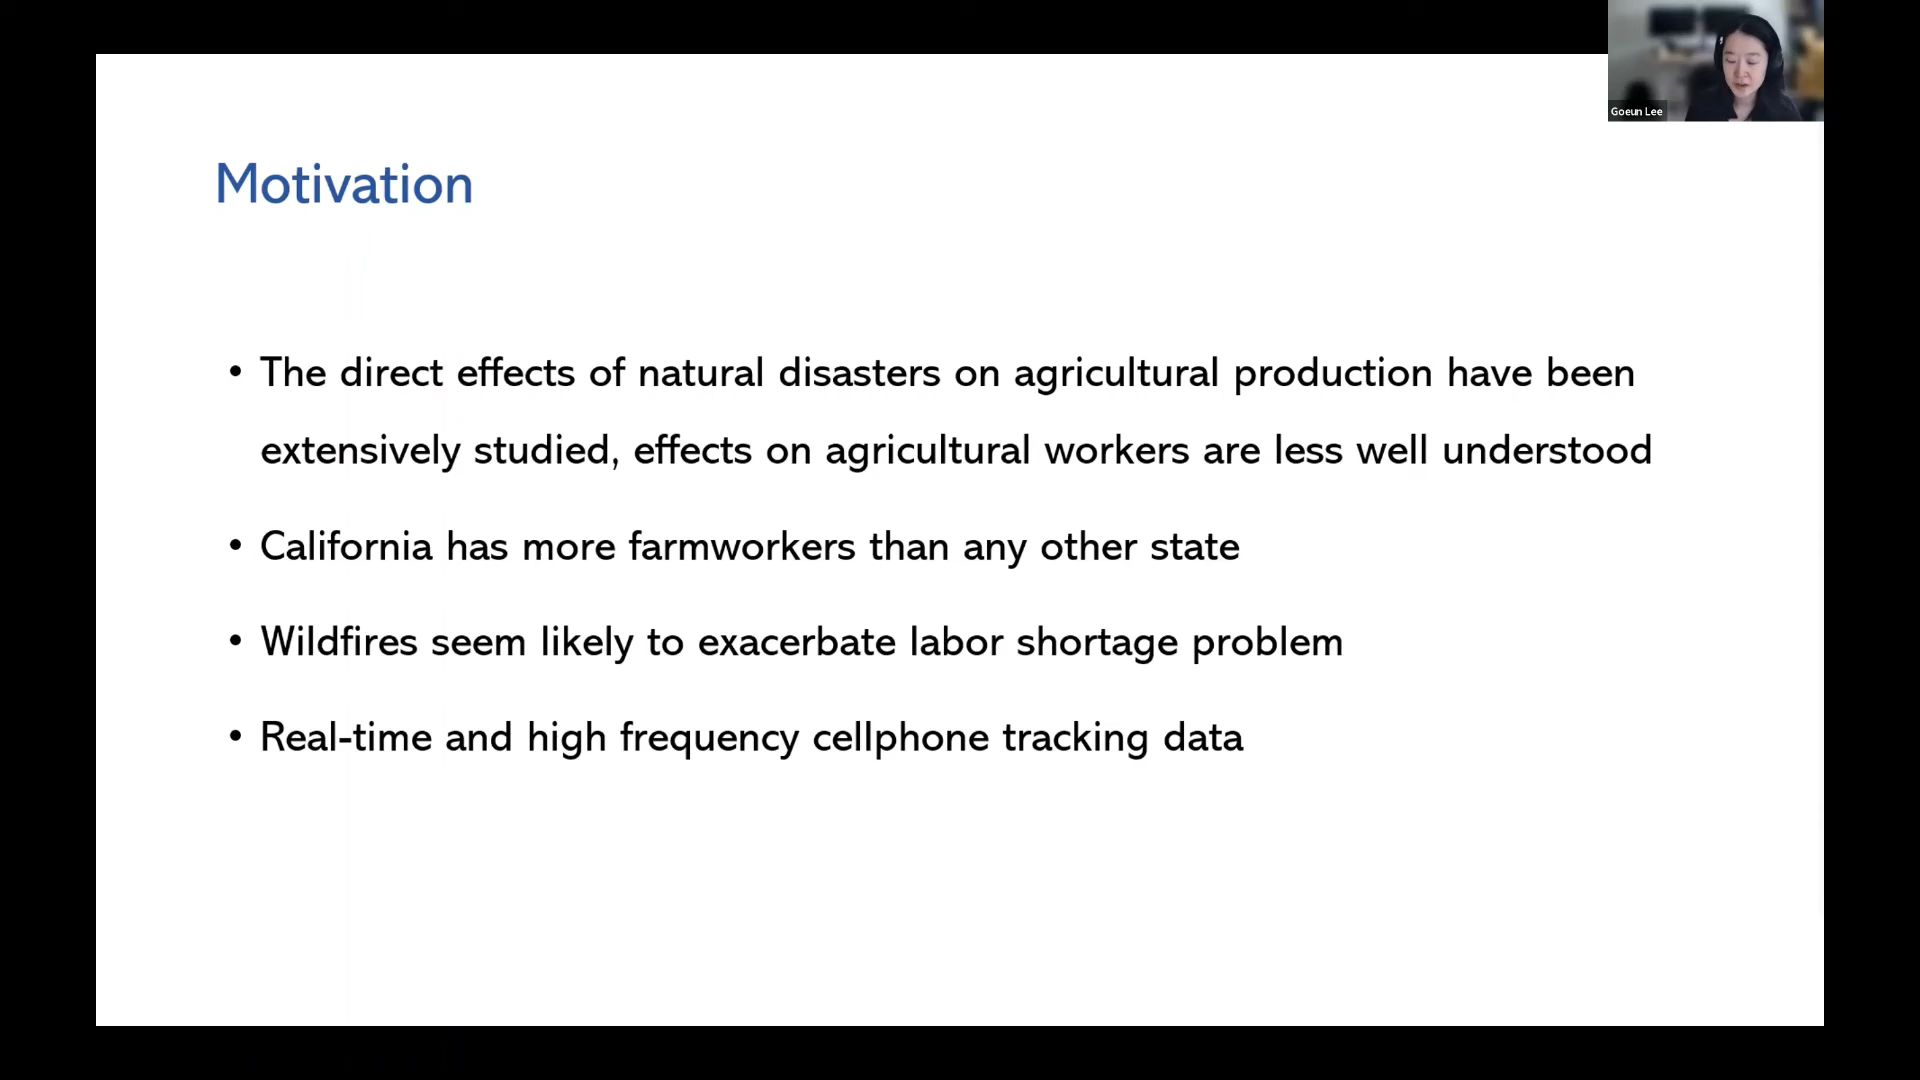 Goeun Lee
Motivation
• The direct effects of natural disasters on agricultural production have been
extensively studied, effects on agricultural workers are less well understood
• California has more farmworkers than any other state
• Wildfires seem likely to exacerbate labor shortage problem
• Real-time and high frequency cellphone tracking data